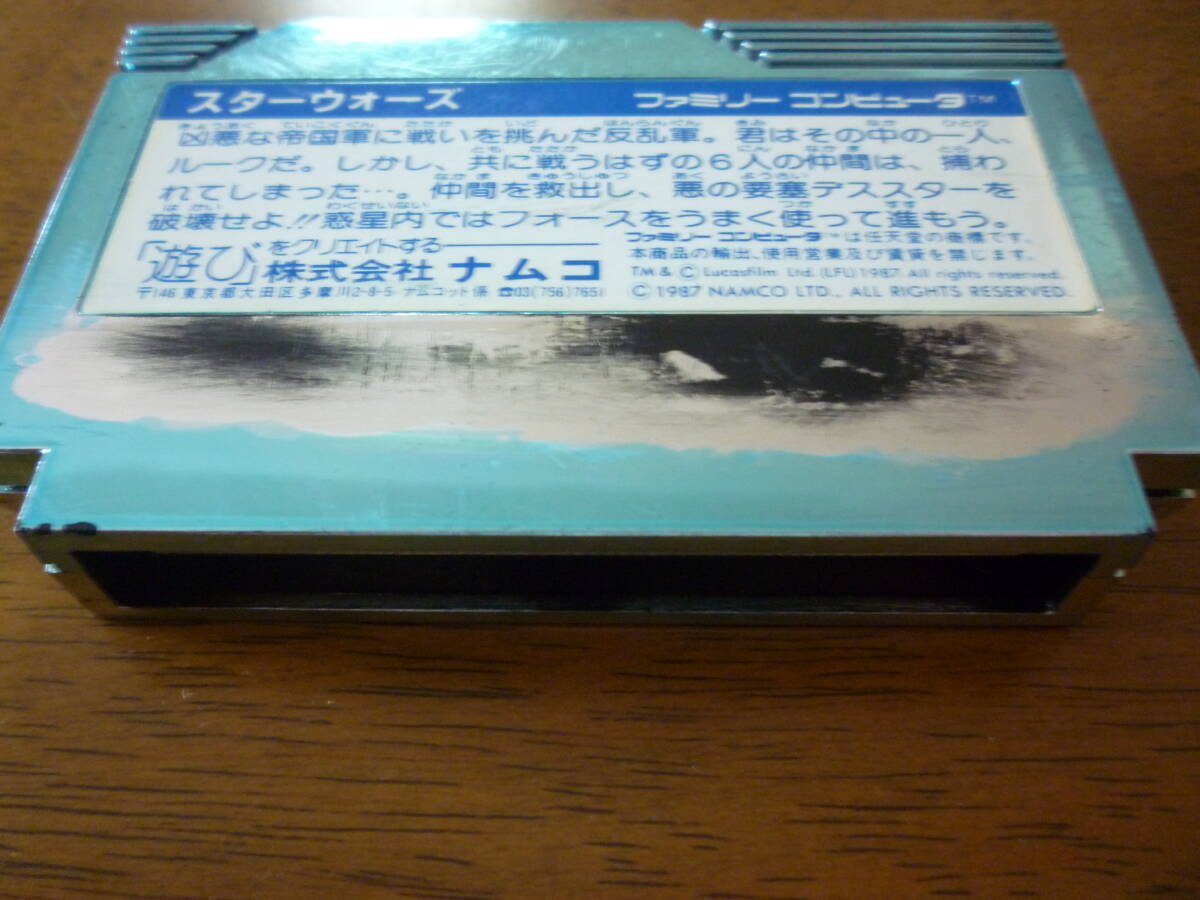 スターウォーズ ファミリー コンピュータ™
凶悪な帝国軍に戦いを挑んだ反乱軍。君はその中の一人、
ルークだ。しかし、共に戦うはずの6人の仲間は、捕わ
れてしまった…。仲間を救出し、悪の要塞デススターを
破壊せよ!!惑星内ではフォースをうまく使って進もう。
「遊び」をクリエイトする
株式会社 ナムコ
〒146 東京都大田区多摩川2-8-5 ナムコット係 ☎03(756)7651
ファミリー コンピュータ™は任天堂の商標です。
本商品の輸出、使用営業及び賃貸を禁じます。
TM & © Lucasfilm Ltd. (LFL) 1987 All rights reserved.
© 1987 NAMCO LTD., ALL RIGHTS RESERVED.